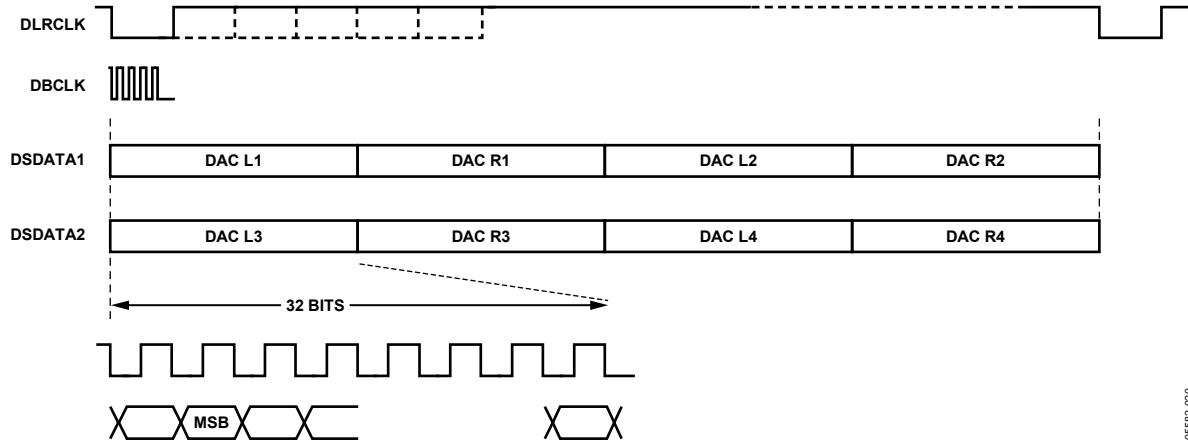 DLRCLK
DBCLK
DSDATA1 DAC L1 DAC R1 DAC L2 DAC R2
DSDATA2 DAC L3 DAC R3 DAC L4 DAC R4
32 BITS
MSB